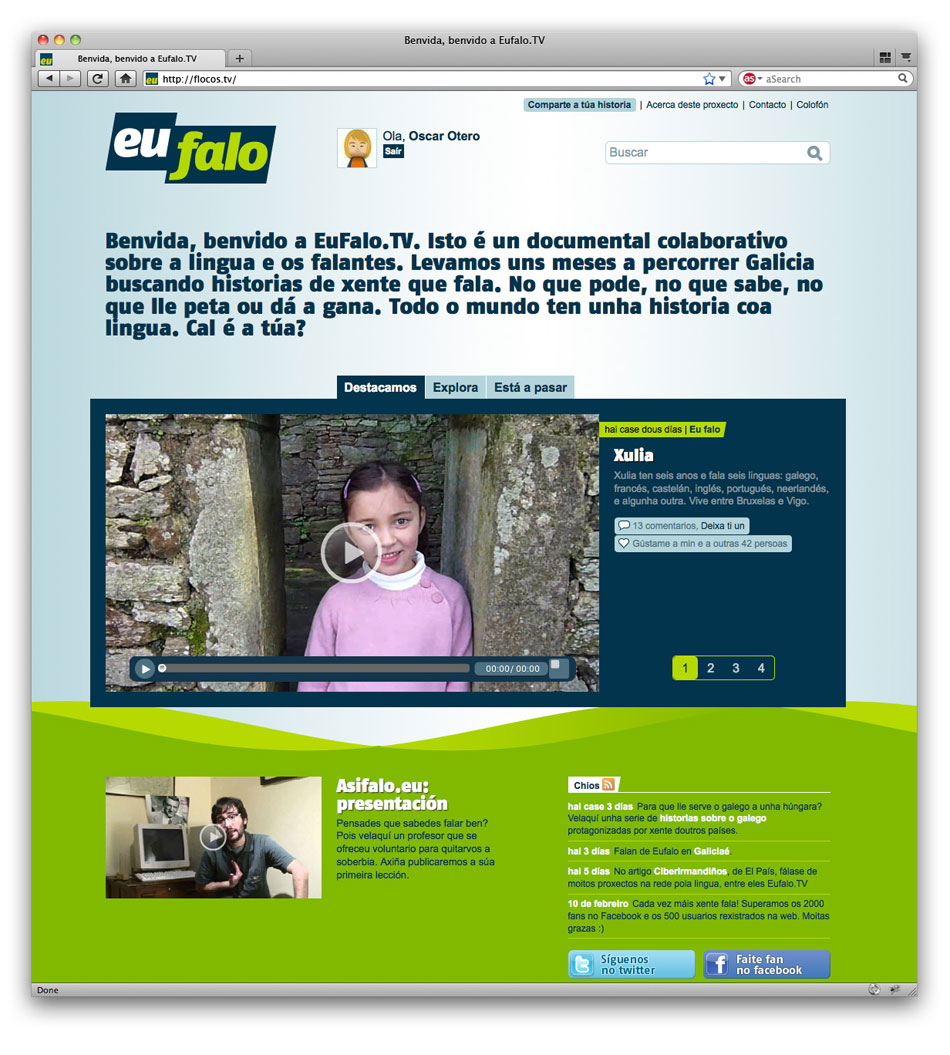 Benvida, benvido a Eufalo.TV
eu Benvida, benvido a Eufalo.TV +
eu http://flocos.tv/ as aSearch
Comparte a túa historia | Acerca deste proxecto | Contacto | Colofón
eu falo
Ola, Oscar Otero
Saír
Buscar
Benvida, benvido a EuFalo.TV. Isto é un documental colaborativo
sobre a lingua e os falantes. Levamos uns meses a percorrer Galicia
buscando historias de xente que fala. No que pode, no que sabe, no
que lle peta ou dá a gana. Todo o mundo ten unha historia coa
lingua. Cal é a túa?
Destacamos Explora Está a pasar
hai case dous días | Eu falo
Xulia
Xulia ten seis anos e fala seis linguas: galego,
francés, castelán, inglés, portugués, neerlandés,
e algunha outra. Vive entre Bruxelas e Vigo.
13 comentarios, Deixa ti un
Gústame a min e a outras 42 persoas
00:00/ 00:00
1 2 3 4
Asifalo.eu:
presentación
Pensades que sabedes falar ben?
Pois velaquí un profesor que se
ofreceu voluntario para quitarvos a
soberbia. Axiña publicaremos a súa
primeira lección.
Chíos
hai case 3 días Para que lle serve o galego a unha húngara?
Velaquí unha serie de historias sobre o galego
protagonizadas por xente doutros países.
hai 3 días Falan de Eufalo en Galiciaé
hai 5 días No artigo Ciberirmandiños, de El País, fálase de
moitos proxectos na rede pola lingua, entre eles Eufalo.TV
10 de febreiro Cada vez máis xente fala! Superamos os 2000
fans no Facebook e os 500 usuarios rexistrados na web. Moitas
grazas :)
Síguenos
no twitter
Faite fan
no facebook
Done